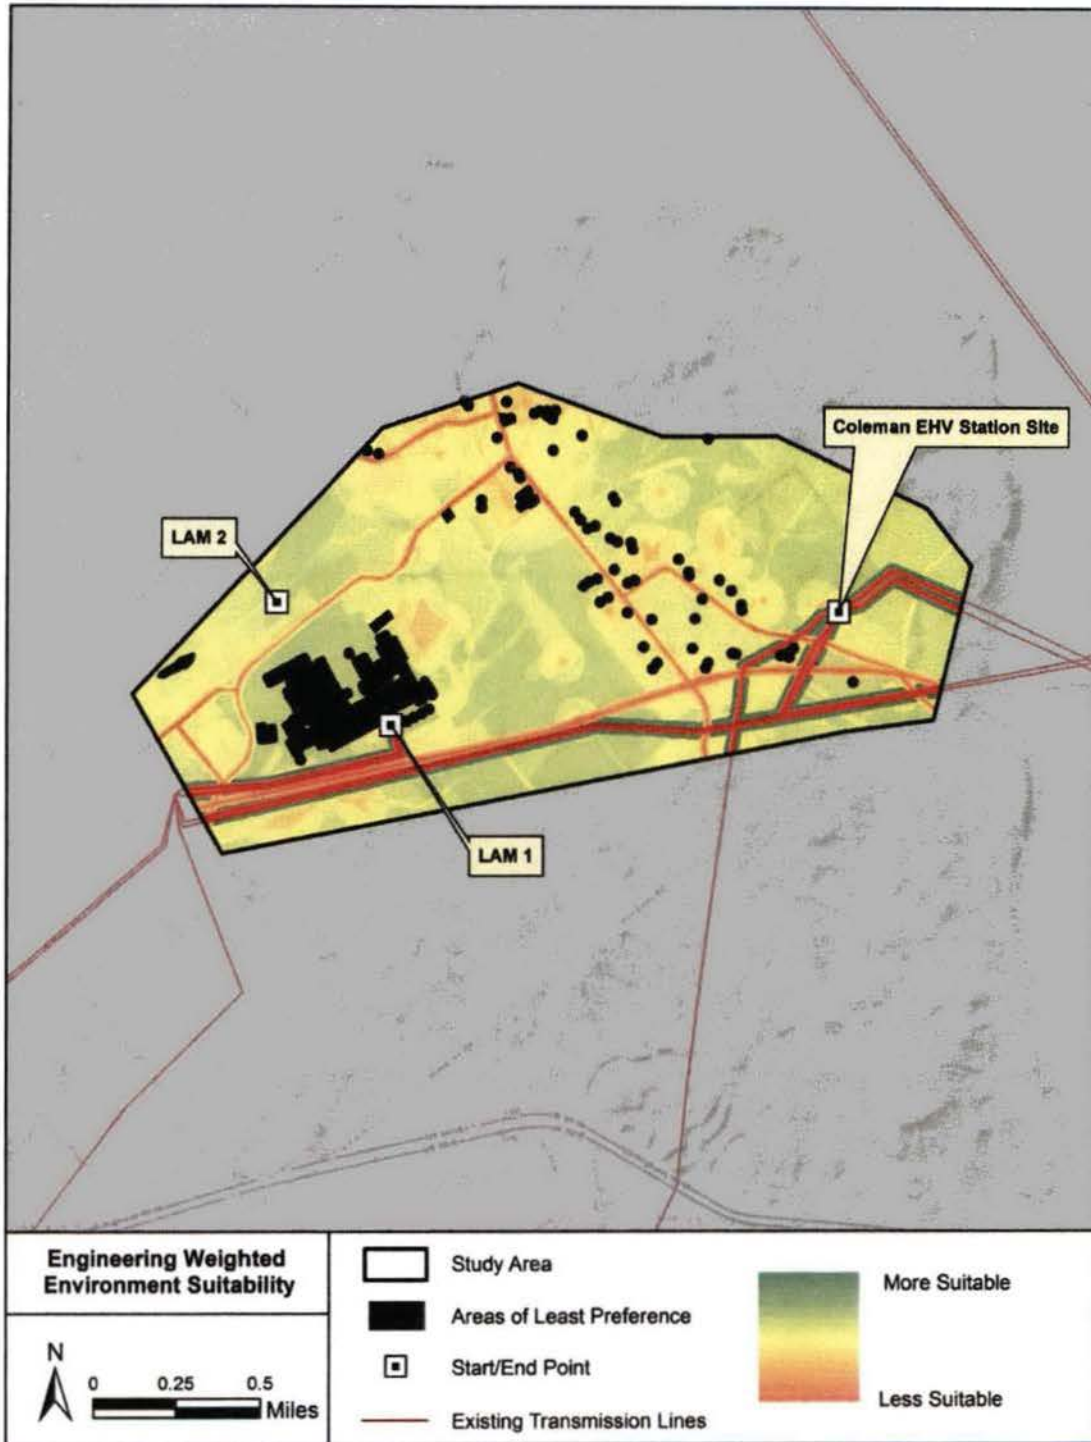 Coleman EHV Station Site
LAM 2
LAM 1
Engineering Weighted
Environment Suitability
N
0 0.25 0.5
Miles
Study Area
Areas of Least Preference
Start/End Point
Existing Transmission Lines
More Suitable
Less Suitable